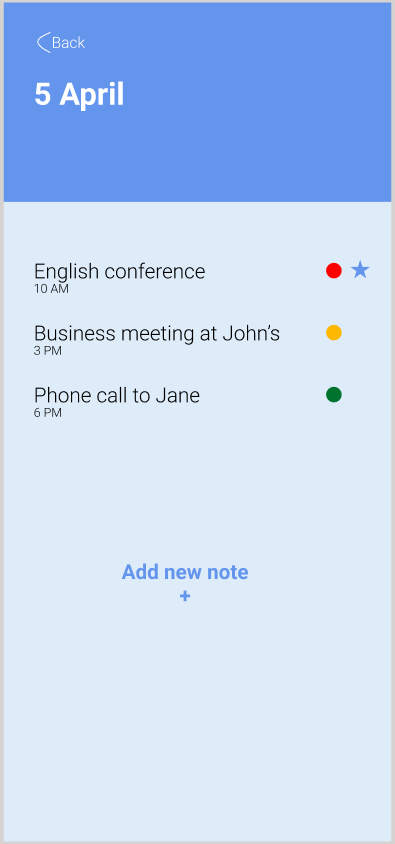 Back
5 April
English conference
10 AM
Business meeting at John’s
3 PM
Phone call to Jane
6 PM
Add new note
+